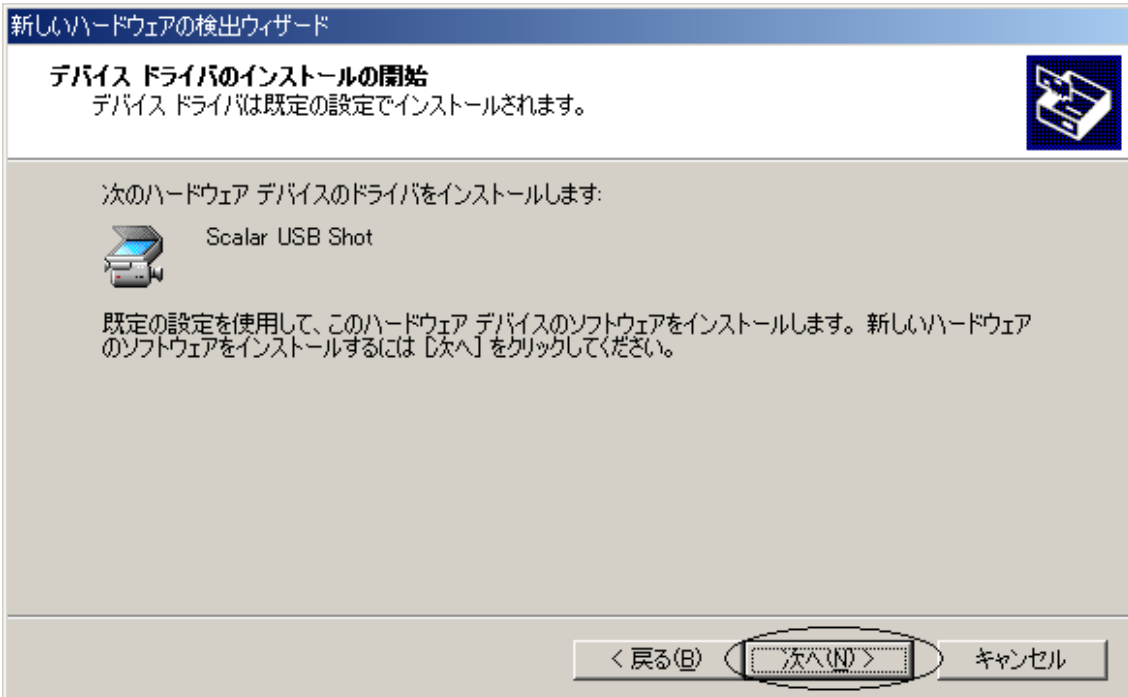 新しいハードウェアの検出ウィザード
デバイス ドライバのインストールの開始
デバイス ドライバは既定の設定でインストールされます。
次のハードウェア デバイスのドライバをインストールします:
Scalar USB Shot
既定の設定を使用して、このハードウェア デバイスのソフトウェアをインストールします。新しいハードウェア
のソフトウェアをインストールするには [次へ] をクリックしてください。
< 戻る(B)
次へ(N) >
キャンセル